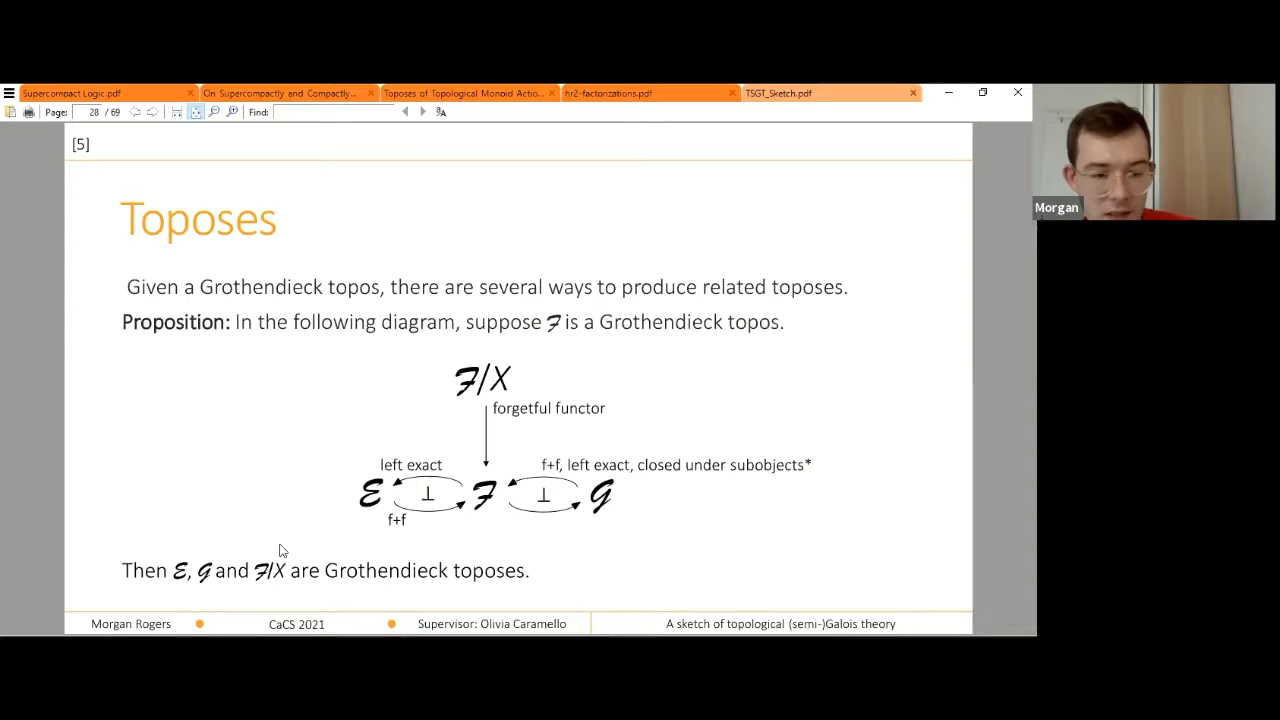 Supercompact Logic.pdf
On Supercompactly and Compactly...
Toposes of Topological Monoid Actio...
hr2-factorizations.pdf
TSGT_Sketch.pdf
Page: 28 / 69
Find:
[5]
Morgan
Toposes
Given a Grothendieck topos, there are several ways to produce related toposes.
Proposition: In the following diagram, suppose ℱ is a Grothendieck topos.
ℱ/X
forgetful functor
left exact
f+f, left exact, closed under subobjects*
ℰ ⊥ ℱ ⊥ 𝒢
f+f
Then ℰ, 𝒢 and ℱ/X are Grothendieck toposes.
Morgan Rogers
CaCS 2021
Supervisor: Olivia Caramello
A sketch of topological (semi-)Galois theory